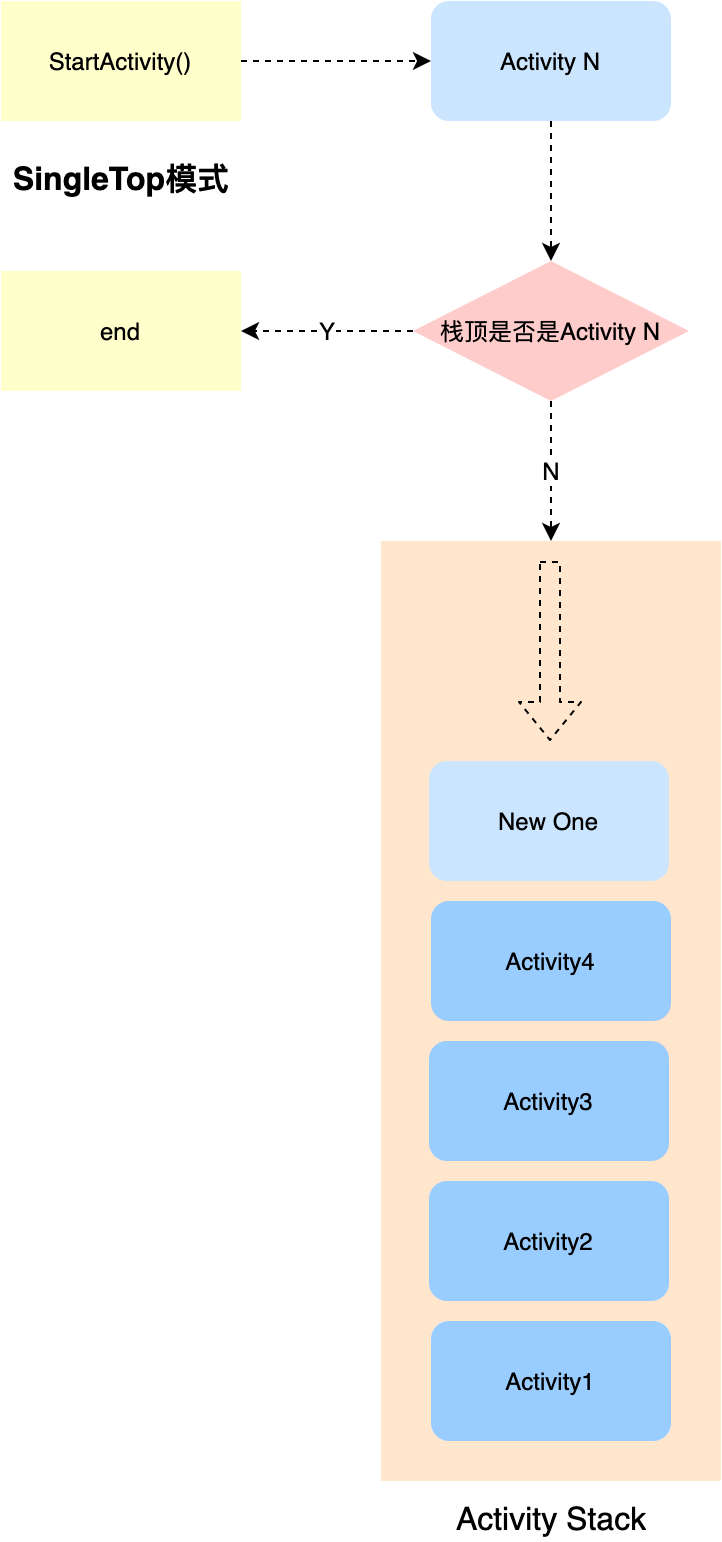 StartActivity()
Activity N
SingleTop模式
end
Y
栈顶是否是Activity N
N
New One
Activity4
Activity3
Activity2
Activity1
Activity Stack